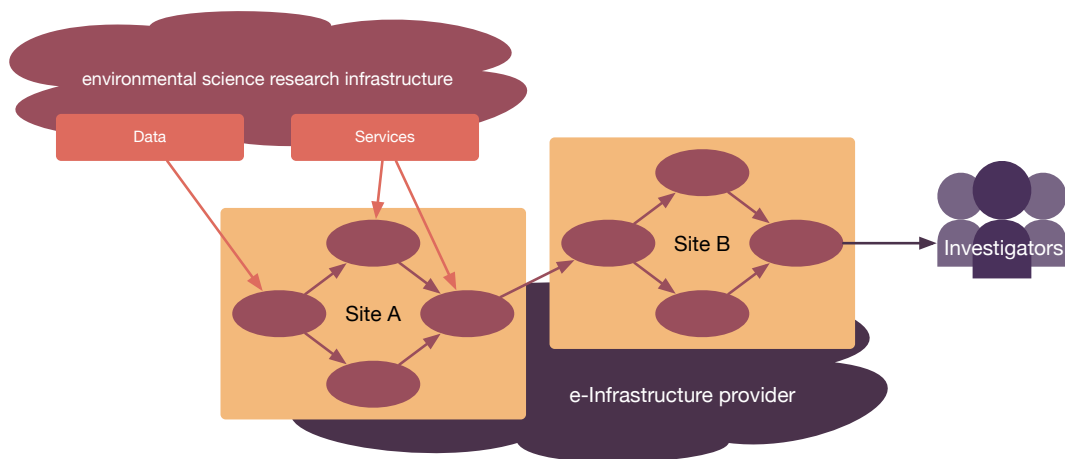 environmental science research infrastructure
Data
Services
Site A
Site B
Investigators
e-Infrastructure provider